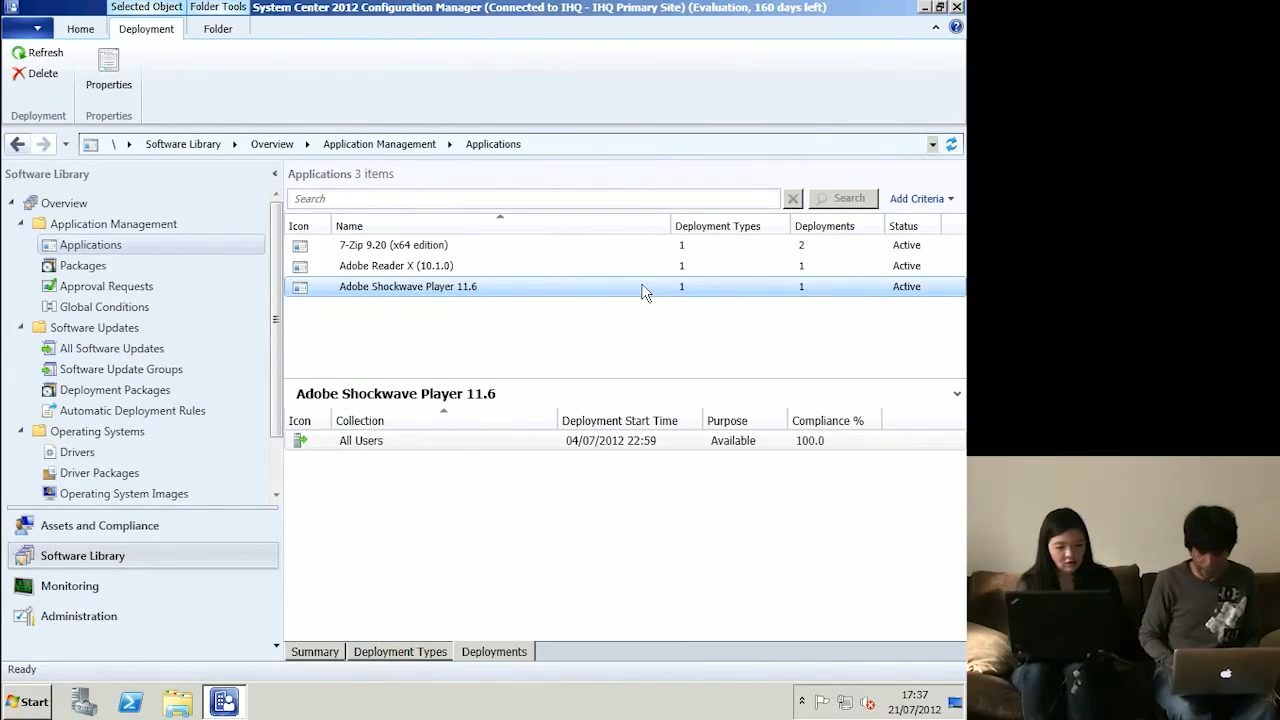 Selected Object Folder Tools System Center 2012 Configuration Manager (Connected to IHQ - IHQ Primary Site) (Evaluation, 160 days left)
Home Deployment Folder
Refresh
Delete
Properties
Deployment Properties
\ Software Library Overview Application Management Applications
Software Library
Applications 3 items
Search Search Add Criteria
Icon Name Deployment Types Deployments Status
7-Zip 9.20 (x64 edition) 1 2 Active
Adobe Reader X (10.1.0) 1 1 Active
Adobe Shockwave Player 11.6 1 1 Active
Overview
Application Management
Applications
Packages
Approval Requests
Global Conditions
Software Updates
All Software Updates
Software Update Groups
Deployment Packages
Automatic Deployment Rules
Operating Systems
Drivers
Driver Packages
Operating System Images
Assets and Compliance
Software Library
Monitoring
Administration
Adobe Shockwave Player 11.6
Icon Collection Deployment Start Time Purpose Compliance %
All Users 04/07/2012 22:59 Available 100.0
Summary Deployment Types Deployments
Ready
Start
17:37
21/07/2012